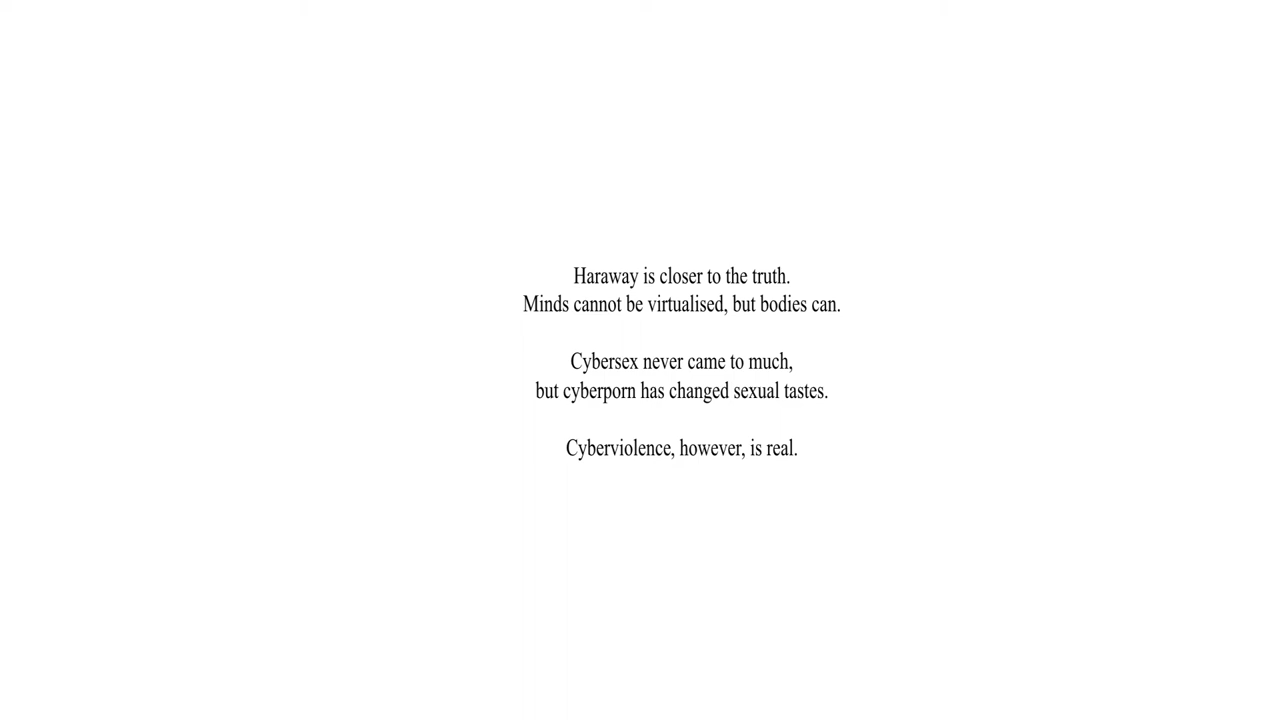 Haraway is closer to the truth.
Minds cannot be virtualised, but bodies can.
Cybersex never came to much,
but cyberporn has changed sexual tastes.
Cyberviolence, however, is real.